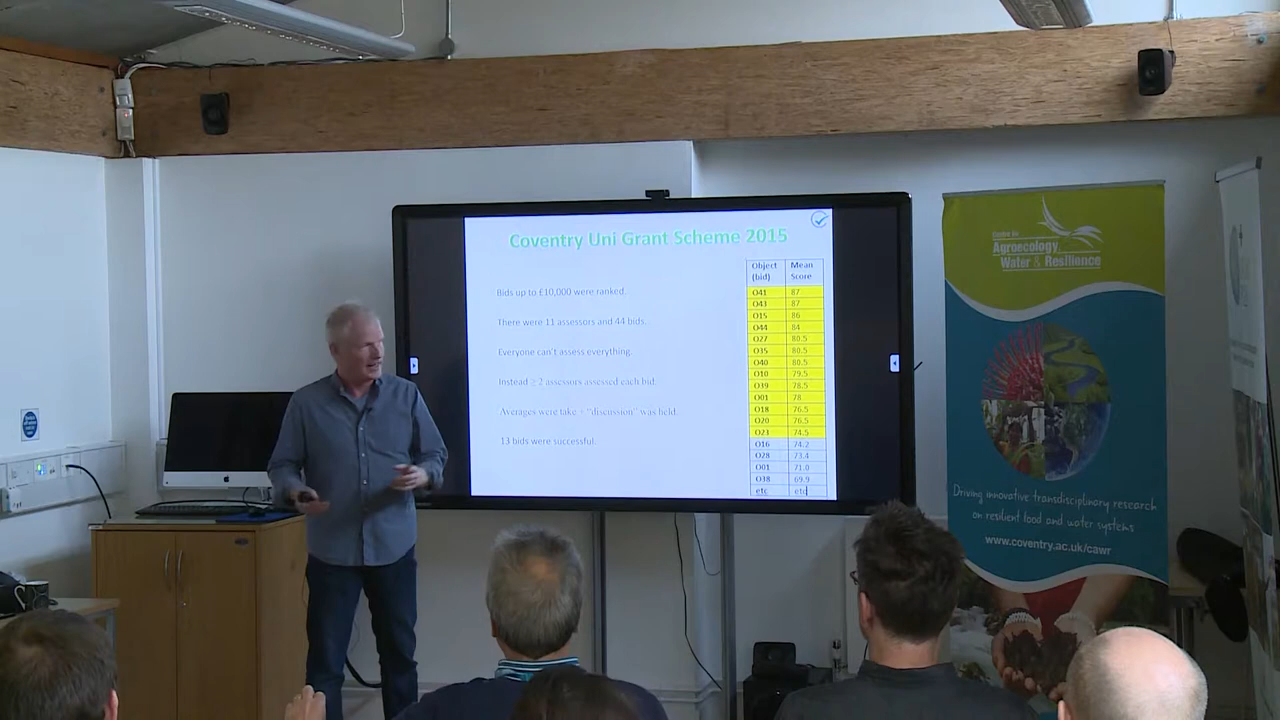 Coventry Uni Grant Scheme 2015
Bids up to £10,000 were ranked.
There were 11 assessors and 44 bids.
Everyone can't assess everything.
Instead ≥ 2 assessors assessed each bid.
Averages were take + "discussion" was held.
13 bids were successful.
Object (bid) Mean Score
O41 87
O43 87
O15 86
O44 84
O27 80.5
O35 80.5
O40 80.5
O10 79.5
O39 78.5
O01 78
O18 76.5
O20 76.5
O23 74.5
O16 74.2
O28 73.4
O01 71.0
O38 69.9
etc etc
Centre for
Agroecology,
Water & Resilience
Driving innovative transdisciplinary research
on resilient food and water systems
www.coventry.ac.uk/cawr